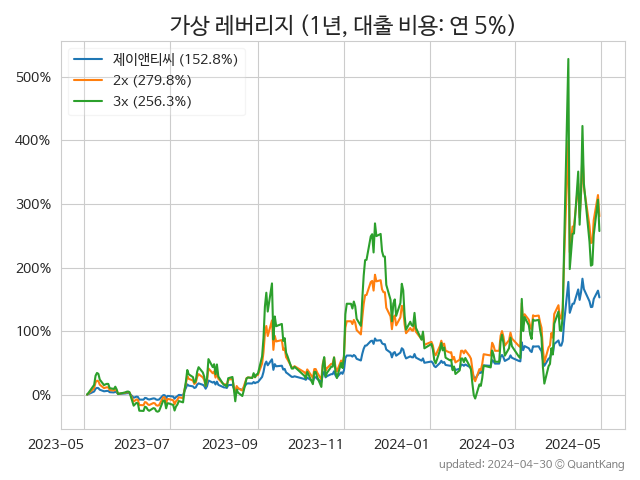 가상 레버리지 (1년, 대출 비용: 연 5%)
제이앤티씨 (152.8%)
2x (279.8%)
3x (256.3%)
500%
400%
300%
200%
100%
0%
2023-05 2023-07 2023-09 2023-11 2024-01 2024-03 2024-05
updated: 2024-04-30 © QuantKang